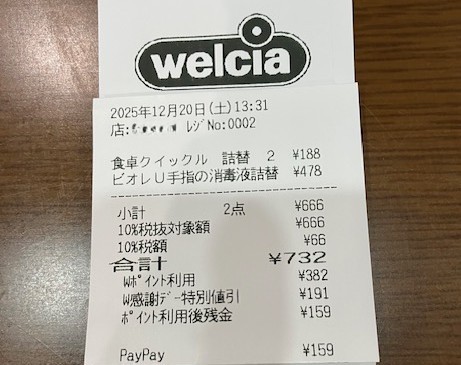 welcia
2025年12月20日(土)13:31
店: ﾚｼﾞNo:0002
食卓クイックル 詰替 2 ¥188
ビオレU手指の消毒液詰替 ¥478
小計 2点 ¥666
10%税抜対象額 ¥666
10%税額 ¥66
合計 ¥732
Wﾎﾟｲﾝﾄ利用 ¥382
W感謝ﾃﾞｰ特別値引 ¥191
ﾎﾟｲﾝﾄ利用後残金 ¥159
PayPay ¥159